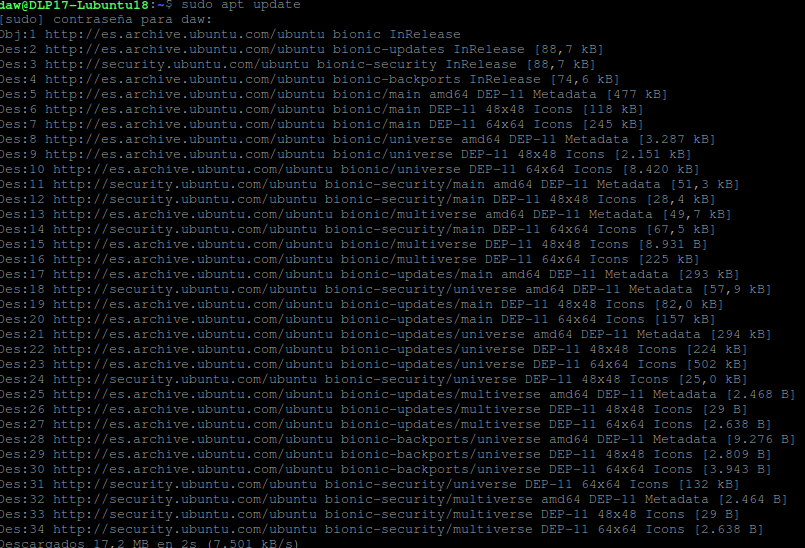 daw@DLP17-Lubuntu18:~$ sudo apt update
[sudo] contraseña para daw:
Obj:1 http://es.archive.ubuntu.com/ubuntu bionic InRelease
Des:2 http://es.archive.ubuntu.com/ubuntu bionic-updates InRelease [88,7 kB]
Des:3 http://security.ubuntu.com/ubuntu bionic-security InRelease [88,7 kB]
Des:4 http://es.archive.ubuntu.com/ubuntu bionic-backports InRelease [74,6 kB]
Des:5 http://es.archive.ubuntu.com/ubuntu bionic/main amd64 DEP-11 Metadata [477 kB]
Des:6 http://es.archive.ubuntu.com/ubuntu bionic/main DEP-11 48x48 Icons [118 kB]
Des:7 http://es.archive.ubuntu.com/ubuntu bionic/main DEP-11 64x64 Icons [245 kB]
Des:8 http://es.archive.ubuntu.com/ubuntu bionic/universe amd64 DEP-11 Metadata [3.287 kB]
Des:9 http://es.archive.ubuntu.com/ubuntu bionic/universe DEP-11 48x48 Icons [2.151 kB]
Des:10 http://es.archive.ubuntu.com/ubuntu bionic/universe DEP-11 64x64 Icons [8.420 kB]
Des:11 http://security.ubuntu.com/ubuntu bionic-security/main amd64 DEP-11 Metadata [51,3 kB]
Des:12 http://security.ubuntu.com/ubuntu bionic-security/main DEP-11 48x48 Icons [28,4 kB]
Des:13 http://es.archive.ubuntu.com/ubuntu bionic/multiverse amd64 DEP-11 Metadata [49,7 kB]
Des:14 http://security.ubuntu.com/ubuntu bionic-security/main DEP-11 64x64 Icons [67,5 kB]
Des:15 http://es.archive.ubuntu.com/ubuntu bionic/multiverse DEP-11 48x48 Icons [8.931 B]
Des:16 http://es.archive.ubuntu.com/ubuntu bionic/multiverse DEP-11 64x64 Icons [225 kB]
Des:17 http://es.archive.ubuntu.com/ubuntu bionic-updates/main amd64 DEP-11 Metadata [293 kB]
Des:18 http://security.ubuntu.com/ubuntu bionic-security/universe amd64 DEP-11 Metadata [57,9 kB]
Des:19 http://es.archive.ubuntu.com/ubuntu bionic-updates/main DEP-11 48x48 Icons [82,0 kB]
Des:20 http://es.archive.ubuntu.com/ubuntu bionic-updates/main DEP-11 64x64 Icons [157 kB]
Des:21 http://es.archive.ubuntu.com/ubuntu bionic-updates/universe amd64 DEP-11 Metadata [294 kB]
Des:22 http://es.archive.ubuntu.com/ubuntu bionic-updates/universe DEP-11 48x48 Icons [224 kB]
Des:23 http://es.archive.ubuntu.com/ubuntu bionic-updates/universe DEP-11 64x64 Icons [502 kB]
Des:24 http://security.ubuntu.com/ubuntu bionic-security/universe DEP-11 48x48 Icons [25,0 kB]
Des:25 http://es.archive.ubuntu.com/ubuntu bionic-updates/multiverse amd64 DEP-11 Metadata [2.468 B]
Des:26 http://es.archive.ubuntu.com/ubuntu bionic-updates/multiverse DEP-11 48x48 Icons [29 B]
Des:27 http://es.archive.ubuntu.com/ubuntu bionic-updates/multiverse DEP-11 64x64 Icons [2.638 B]
Des:28 http://es.archive.ubuntu.com/ubuntu bionic-backports/universe amd64 DEP-11 Metadata [9.276 B]
Des:29 http://es.archive.ubuntu.com/ubuntu bionic-backports/universe DEP-11 48x48 Icons [2.809 B]
Des:30 http://es.archive.ubuntu.com/ubuntu bionic-backports/universe DEP-11 64x64 Icons [3.943 B]
Des:31 http://security.ubuntu.com/ubuntu bionic-security/universe DEP-11 64x64 Icons [132 kB]
Des:32 http://security.ubuntu.com/ubuntu bionic-security/multiverse amd64 DEP-11 Metadata [2.464 B]
Des:33 http://security.ubuntu.com/ubuntu bionic-security/multiverse DEP-11 48x48 Icons [29 B]
Des:34 http://security.ubuntu.com/ubuntu bionic-security/multiverse DEP-11 64x64 Icons [2.638 B]
Descargados 17,2 MB en 2s (7.501 kB/s)